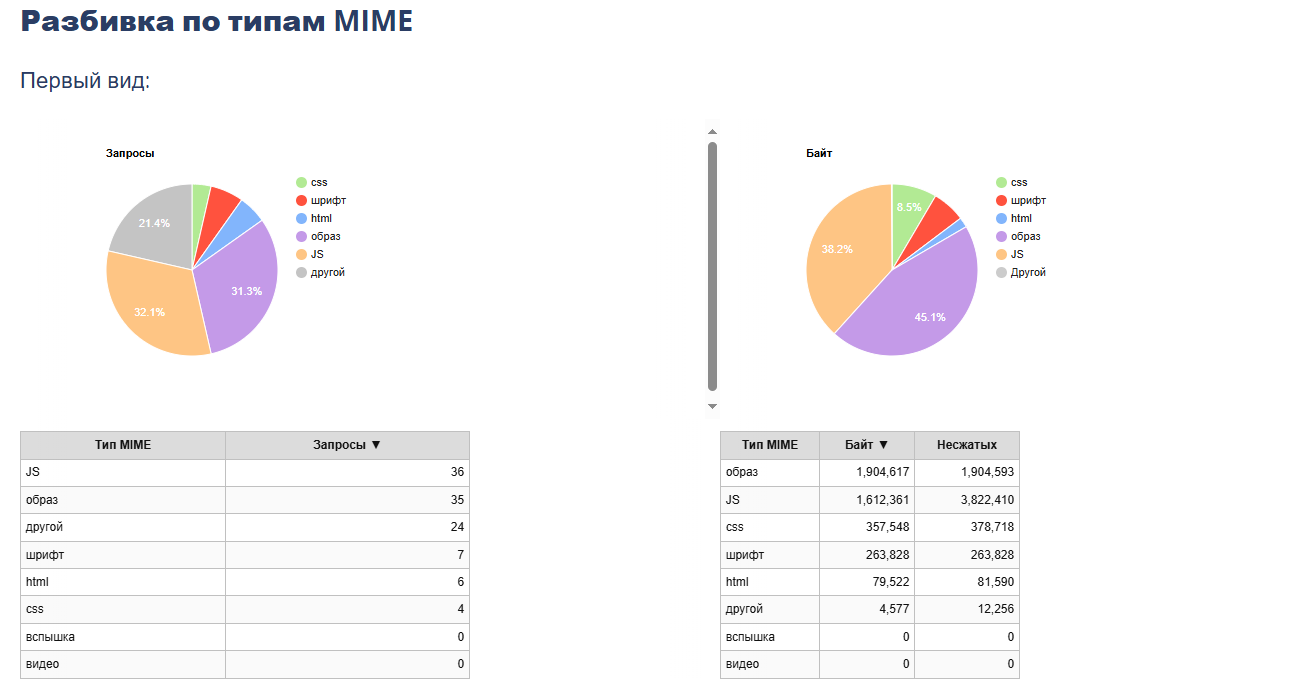 Разбивка по типам MIME
Первый вид:
Запросы
css
шрифт
html
образ
JS
другой
21.4%
31.3%
32.1%
Байт
css
шрифт
html
образ
JS
Другой
8.5%
38.2%
45.1%
Тип MIME Запросы ▼
JS 36
образ 35
другой 24
шрифт 7
html 6
css 4
вспышка 0
видео 0
Тип MIME Байт ▼ Несжатых
образ 1,904,617 1,904,593
JS 1,612,361 3,822,410
css 357,548 378,718
шрифт 263,828 263,828
html 79,522 81,590
другой 4,577 12,256
вспышка 0 0
видео 0 0